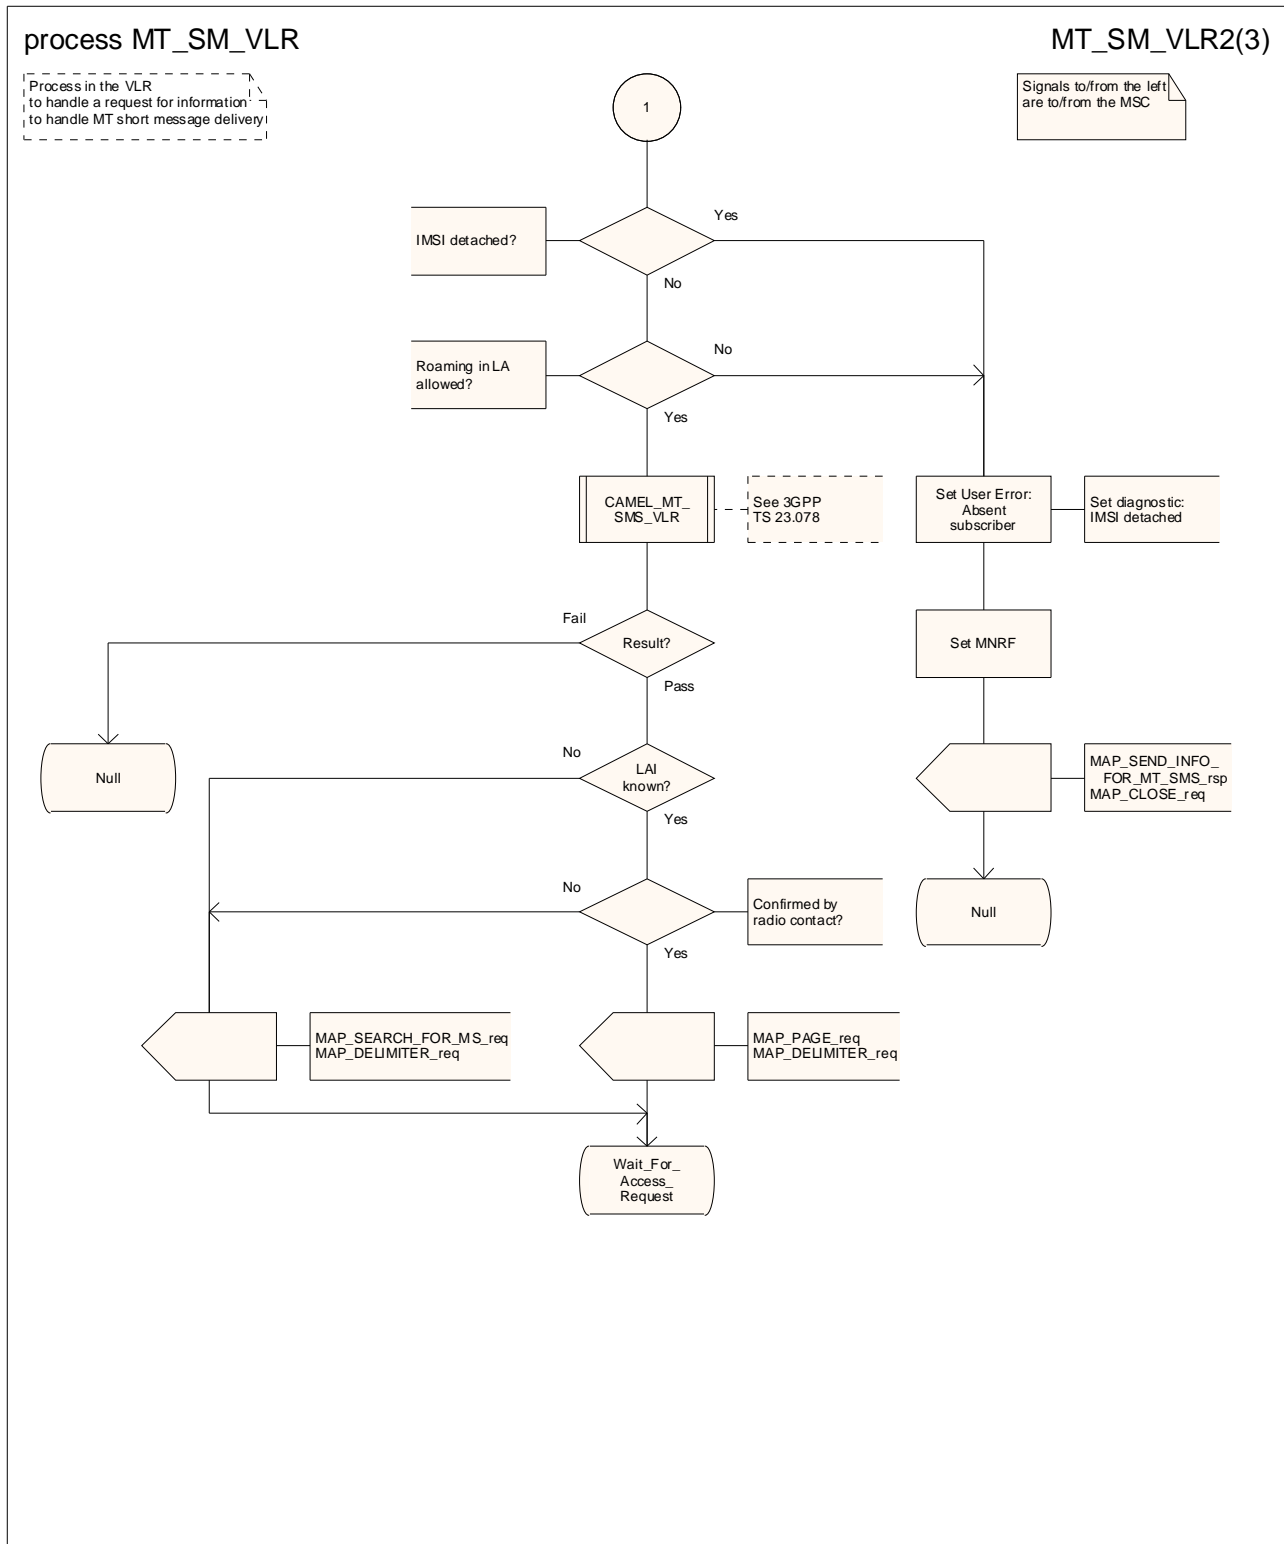 process MT_SM_VLR
MT_SM_VLR2(3)
Process in the VLR
to handle a request for information
to handle MT short message delivery
Signals to/from the left
are to/from the MSC
1
Yes
IMSI detached?
No
No
Roaming in LA
allowed?
Yes
CAMEL_MT_
SMS_VLR
See 3GPP
TS 23.078
Set User Error:
Absent
subscriber
Set diagnostic:
IMSI detached
Fail
Result?
Set MNRF
Pass
No
Null
LAI
known?
MAP_SEND_INFO_
FOR_MT_SMS_rsp
MAP_CLOSE_req
Yes
No
Confirmed by
radio contact?
Null
Yes
MAP_SEARCH_FOR_MS_req
MAP_DELIMITER_req
MAP_PAGE_req
MAP_DELIMITER_req
Wait_For_
Access_
Request